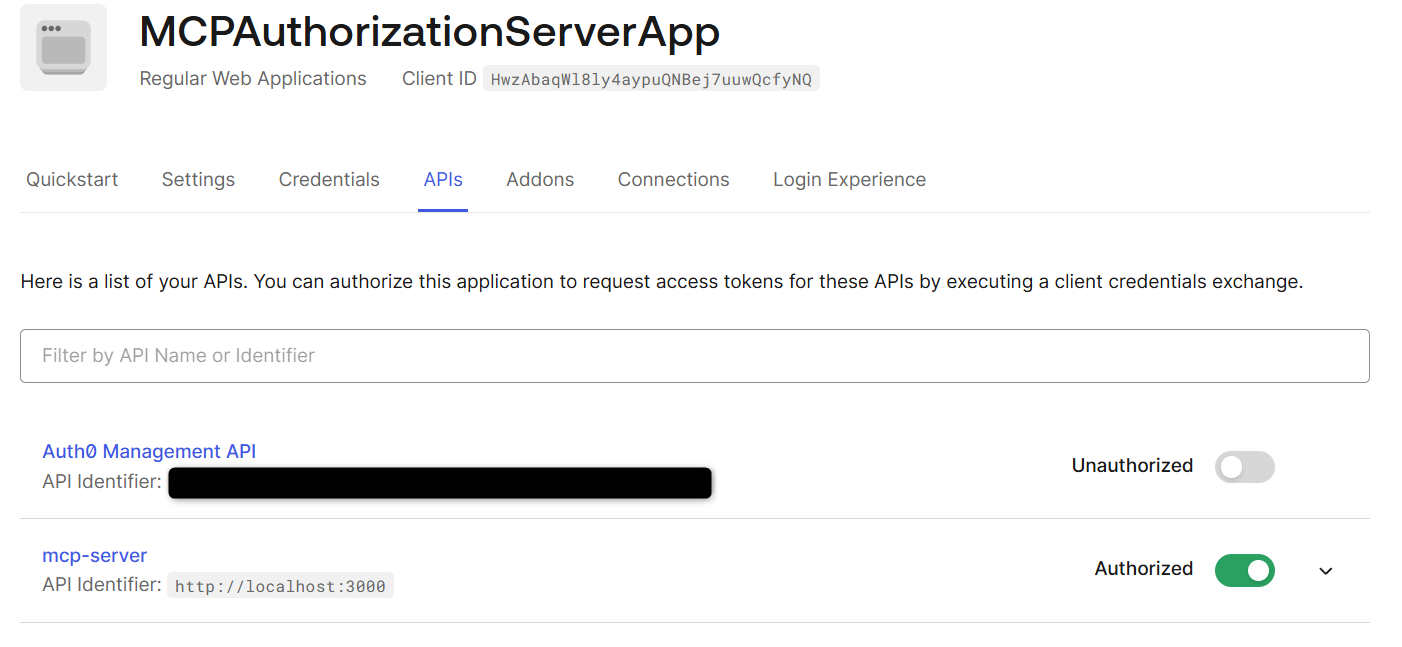 MCPAuthorizationServerApp
Regular Web Applications Client ID HwzAbaqWl8ly4aypuQNBej7uuwQcfyNQ
Quickstart Settings Credentials APIs Addons Connections Login Experience
Here is a list of your APIs. You can authorize this application to request access tokens for these APIs by executing a client credentials exchange.
Filter by API Name or Identifier
Auth0 Management API
API Identifier:
Unauthorized
mcp-server
API Identifier: http://localhost:3000
Authorized